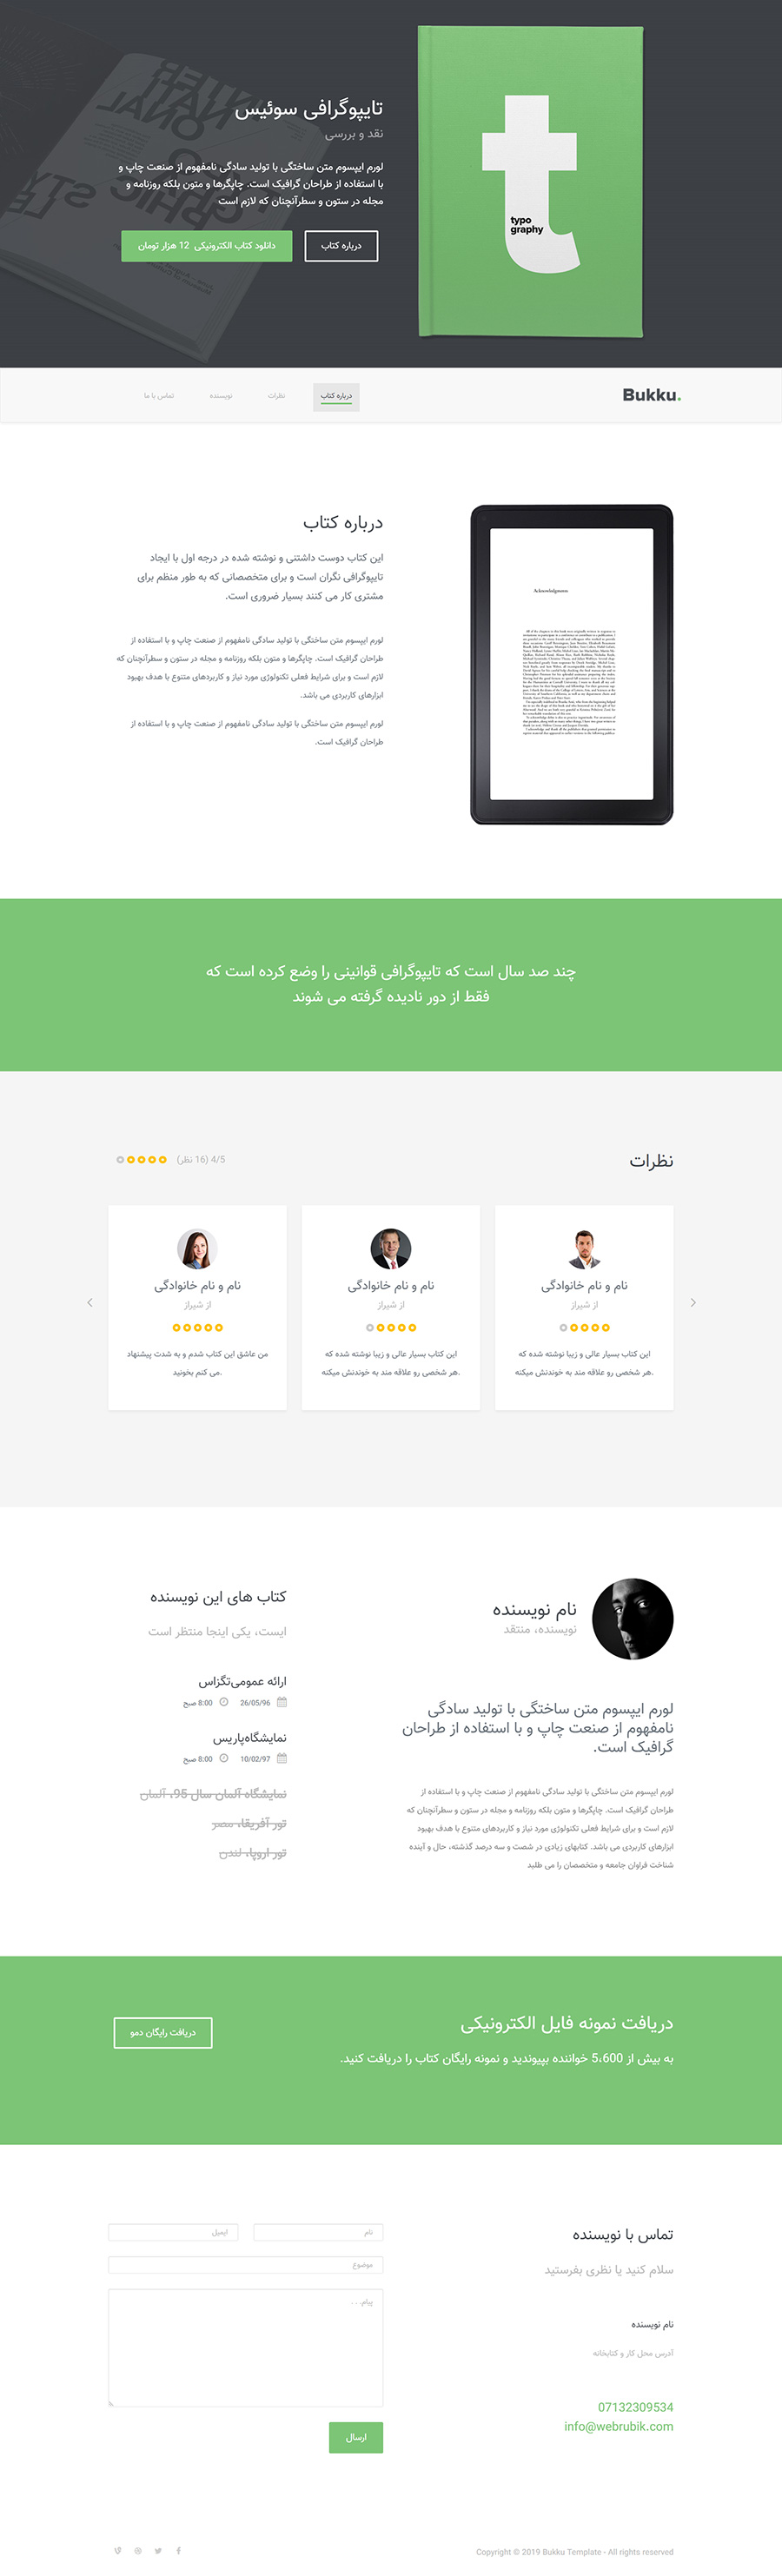 تایپوگرافی سوئیس
نقد و بررسی
لورم ایپسوم متن ساختگی با تولید سادگی نامفهوم از صنعت چاپ و
با استفاده از طراحان گرافیک است. چاپگرها و متون بلکه روزنامه و
مجله در ستون و سطرآنچنان که لازم است
درباره کتاب
دانلود کتاب الکترونیکی 12 هزار تومان
typo
graphy
Bukku.
درباره کتاب
نظرات
نویسنده
تماس با ما
درباره کتاب
این کتاب دوست داشتنی و نوشته شده در درجه اول با ایجاد
تایپوگرافی نگران است و برای متخصصانی که به طور منظم برای
مشتری کار می کنند بسیار ضروری است.
لورم ایپسوم متن ساختگی با تولید سادگی نامفهوم از صنعت چاپ و با استفاده از
طراحان گرافیک است. چاپگرها و متون بلکه روزنامه و مجله در ستون و سطرآنچنان که
لازم است و برای شرایط فعلی تکنولوژی مورد نیاز و کاربردهای متنوع با هدف بهبود
ابزارهای کاربردی می باشد.
لورم ایپسوم متن ساختگی با تولید سادگی نامفهوم از صنعت چاپ و با استفاده از
طراحان گرافیک است.
Acknowledgments
چند صد سال است که تایپوگرافی قوانینی را وضع کرده است که
فقط از دور نادیده گرفته می شوند
نظرات
4/5 (16 نظر)
نام و نام خانوادگی
از شیراز
این کتاب بسیار عالی و زیبا نوشته شده که
.هر شخصی رو علاقه مند به خوندنش میکنه
نام و نام خانوادگی
از شیراز
این کتاب بسیار عالی و زیبا نوشته شده که
.هر شخصی رو علاقه مند به خوندنش میکنه
نام و نام خانوادگی
از شیراز
من عاشق این کتاب شدم و به شدت پیشنهاد
.می کنم بخونید
نام نویسنده
نویسنده، منتقد
لورم ایپسوم متن ساختگی با تولید سادگی
نامفهوم از صنعت چاپ و با استفاده از طراحان
گرافیک است.
لورم ایپسوم متن ساختگی با تولید سادگی نامفهوم از صنعت چاپ و با استفاده از
طراحان گرافیک است. چاپگرها و متون بلکه روزنامه و مجله در ستون و سطرآنچنان که
لازم است و برای شرایط فعلی تکنولوژی مورد نیاز و کاربردهای متنوع با هدف بهبود
ابزارهای کاربردی می باشد. کتابهای زیادی در شصت و سه درصد گذشته، حال و آینده
شناخت فراوان جامعه و متخصصان را می طلبد
کتاب های این نویسنده
ایست، یکی اینجا منتظر است
ارائه عمومی‌تگزاس
26/05/96 8:00 صبح
نمایشگاه‌پاریس
10/02/97 8:00 صبح
نمایشگاه آلمان سال 95، آلمان
تور آفریقا، مصر
تور اروپا، لندن
دریافت نمونه فایل الکترونیکی
به بیش از 5،600 خواننده بپیوندید و نمونه رایگان کتاب را دریافت کنید.
دریافت رایگان دمو
تماس با نویسنده
سلام کنید یا نظری بفرستید
نام نویسنده
آدرس محل کار و کتابخانه
07132309534
info@webrubik.com
نام
ایمیل
موضوع
پیام. . .
ارسال
Copyright © 2019 Bukku Template - All rights reserved